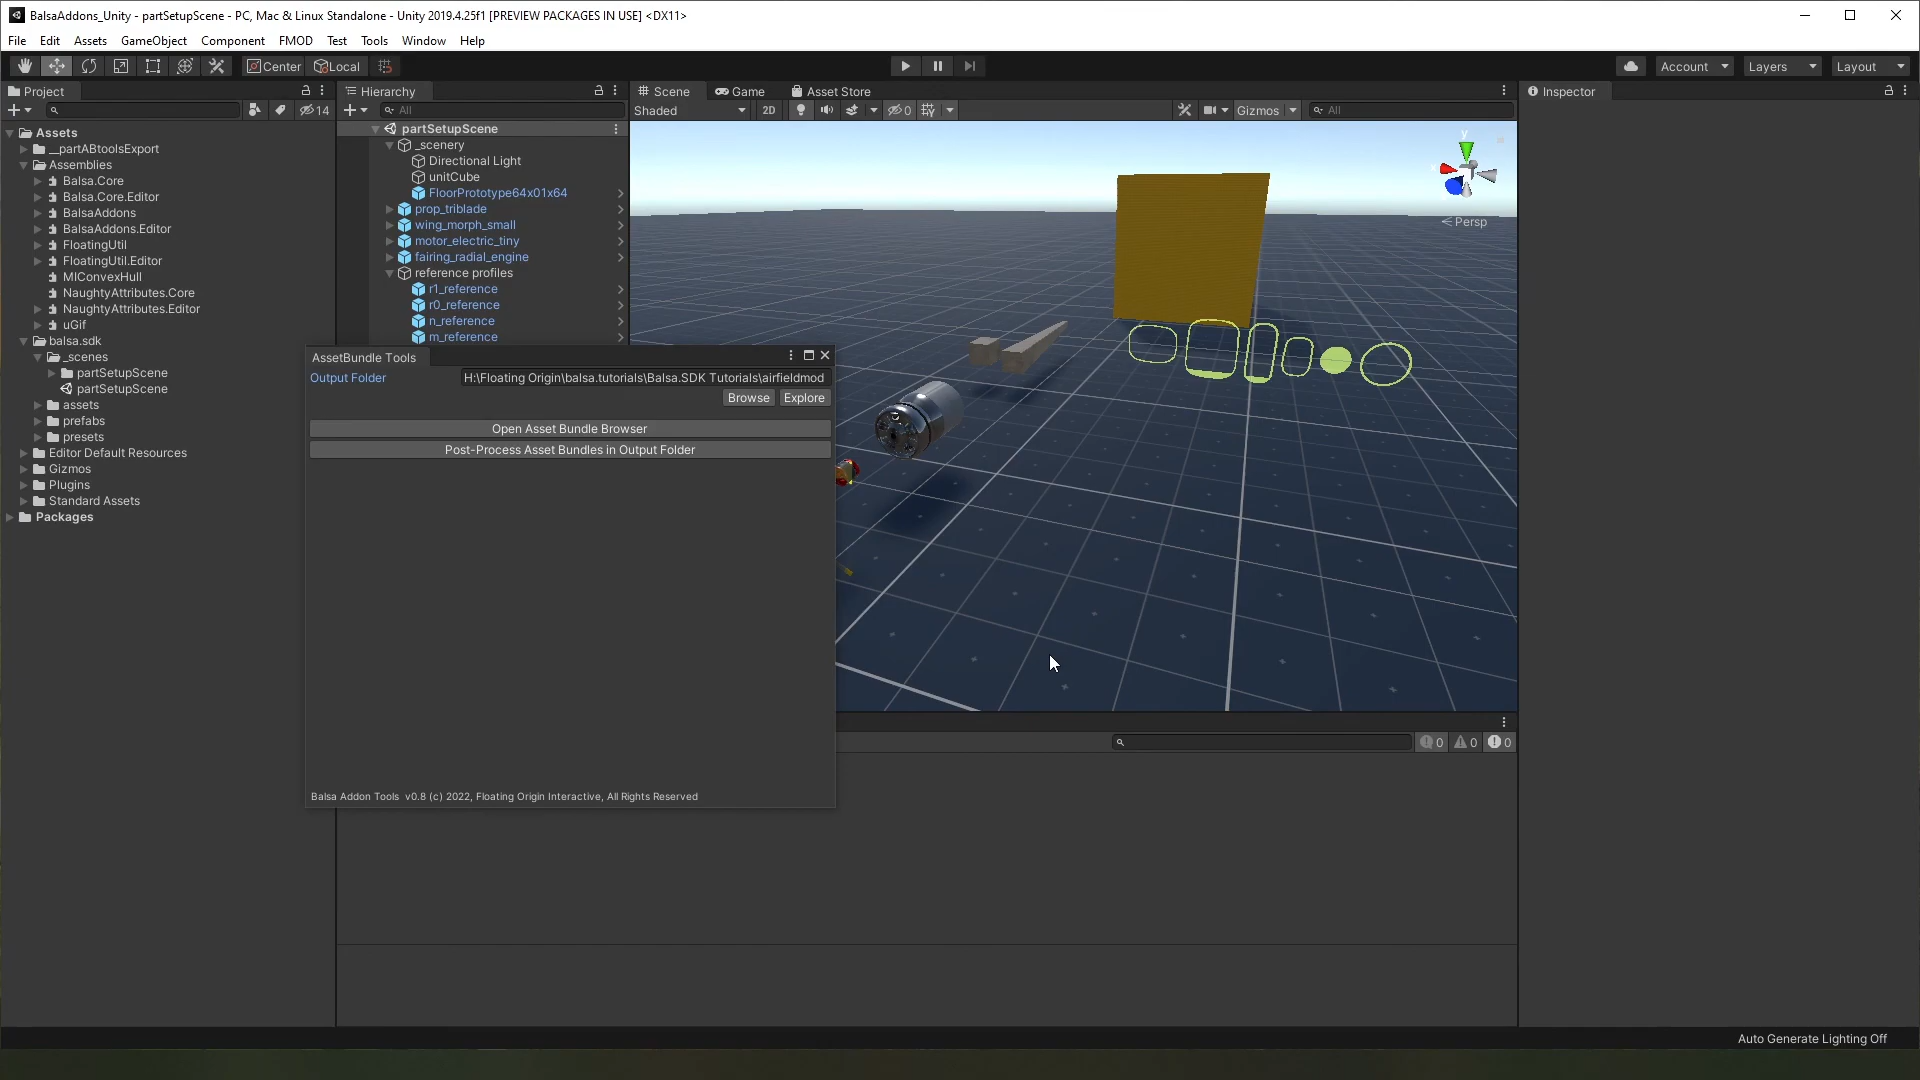 BalsaAddons_Unity - partSetupScene - PC, Mac & Linux Standalone - Unity 2019.4.25f1 [PREVIEW PACKAGES IN USE] <DX11>
File Edit Assets GameObject Component FMOD Test Tools Window Help
Center Local Account Layers Layout
Project
14
Assets
__partABtoolsExport
Assemblies
Balsa.Core
Balsa.Core.Editor
BalsaAddons
BalsaAddons.Editor
FloatingUtil
FloatingUtil.Editor
MIConvexHull
NaughtyAttributes.Core
NaughtyAttributes.Editor
uGif
balsa.sdk
_scenes
partSetupScene
partSetupScene
assets
prefabs
presets
Editor Default Resources
Gizmos
Plugins
Standard Assets
Packages
Hierarchy
All
partSetupScene
_scenery
Directional Light
unitCube
FloorPrototype64x01x64
prop_triblade
wing_morph_small
motor_electric_tiny
fairing_radial_engine
reference profiles
r1_reference
r0_reference
n_reference
m_reference
Scene Game Asset Store
Shaded 2D 0 Gizmos All
y
Persp
Inspector
AssetBundle Tools
Output Folder H:\Floating Origin\balsa.tutorials\Balsa.SDK Tutorials\airfieldmod
Browse Explore
Open Asset Bundle Browser
Post-Process Asset Bundles in Output Folder
Balsa Addon Tools v0.8 (c) 2022, Floating Origin Interactive, All Rights Reserved
0 0 0
Auto Generate Lighting Off